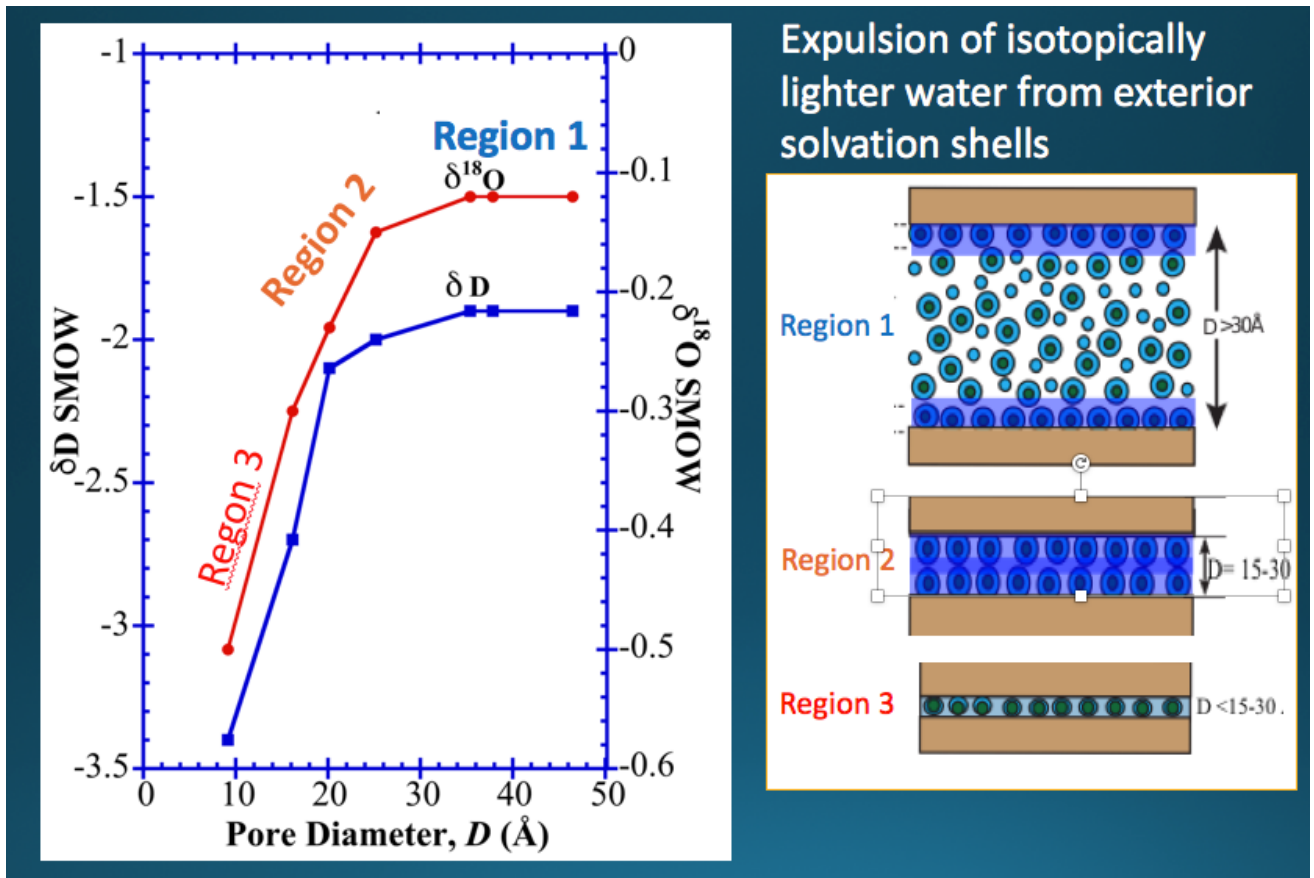 Expulsion of isotopically
lighter water from exterior
solvation shells
-1
-1.5
-2
-2.5
-3
-3.5
δD SMOW
0
-0.1
-0.2
-0.3
-0.4
-0.5
-0.6
δ18O SMOW
0
10
20
30
40
50
Pore Diameter, D (Å)
Region 1
δ18O
Region 2
δ D
Regon 3
Region 1
D>30Å
Region 2
D= 15-30
Region 3
D <15-30 .